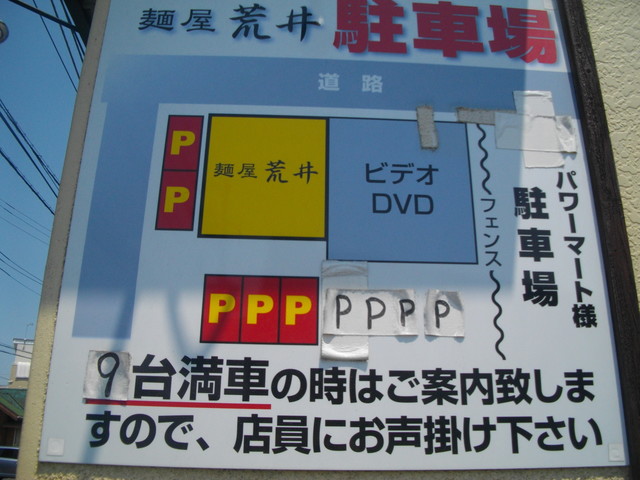 麺屋 荒井 駐車場
道路
P
P
麺屋 荒井
ビデオ
DVD
フェンス
パワーマート様
駐車場
PPP PPPP
9台満車の時はご案内致しま
すので、店員にお声掛け下さい